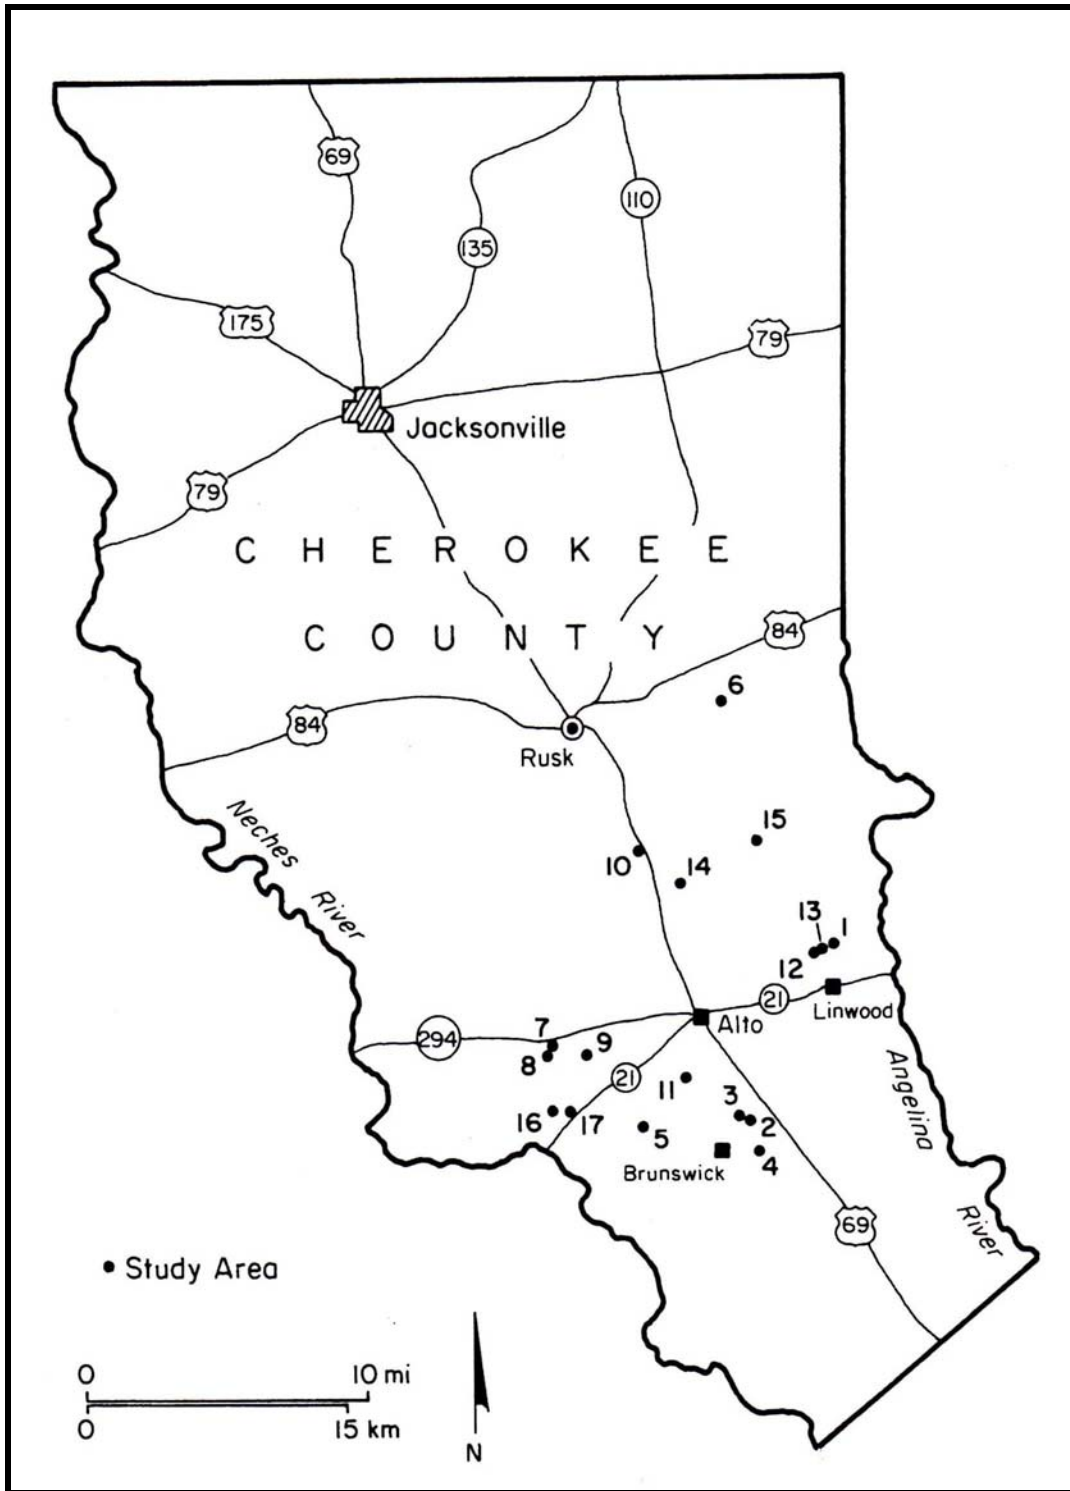 69
110
135
175
79
Jacksonville
79
C H E R O K E E
C O U N T Y
84
6
84
Rusk
Neches
River
15
10
14
13
1
12
21
Linwood
Alto
294
7
9
8
21
11
Angelina
River
3
2
16
17
5
4
Brunswick
69
Study Area
0
10 mi
0
15 km
N